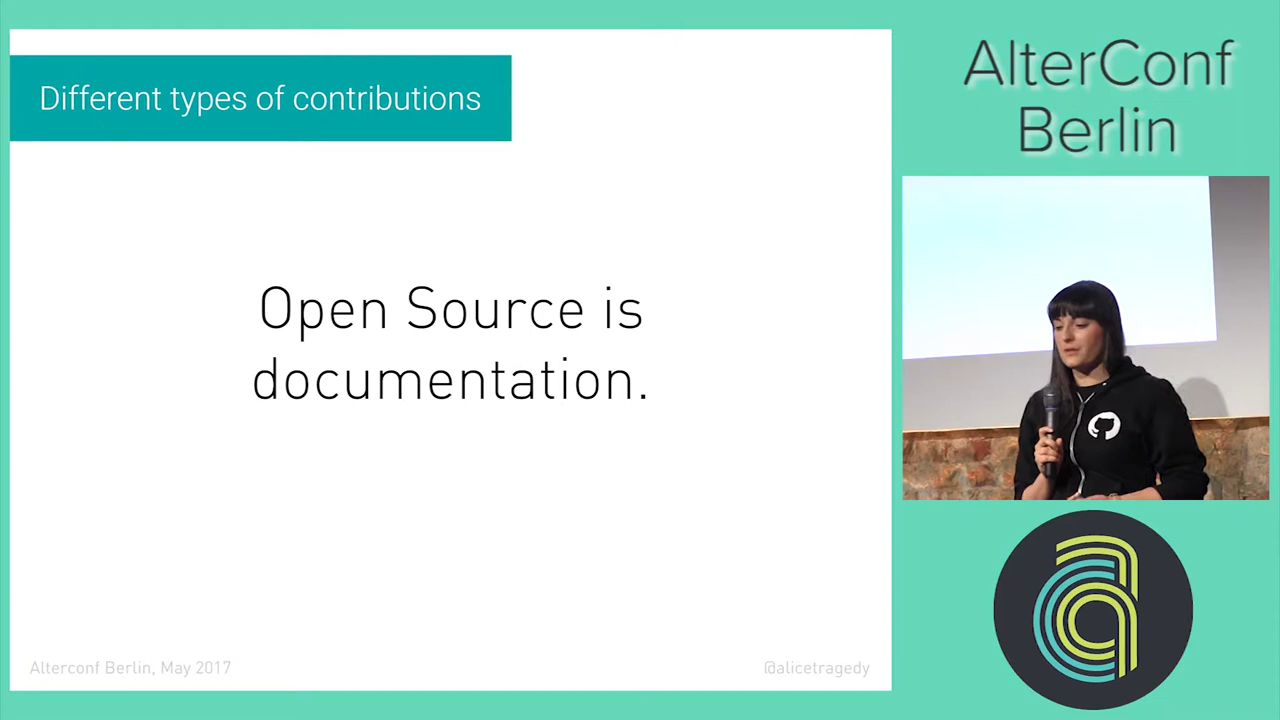 Different types of contributions
Open Source is
documentation.
Alterconf Berlin, May 2017
@alicetragedy
AlterConf
Berlin